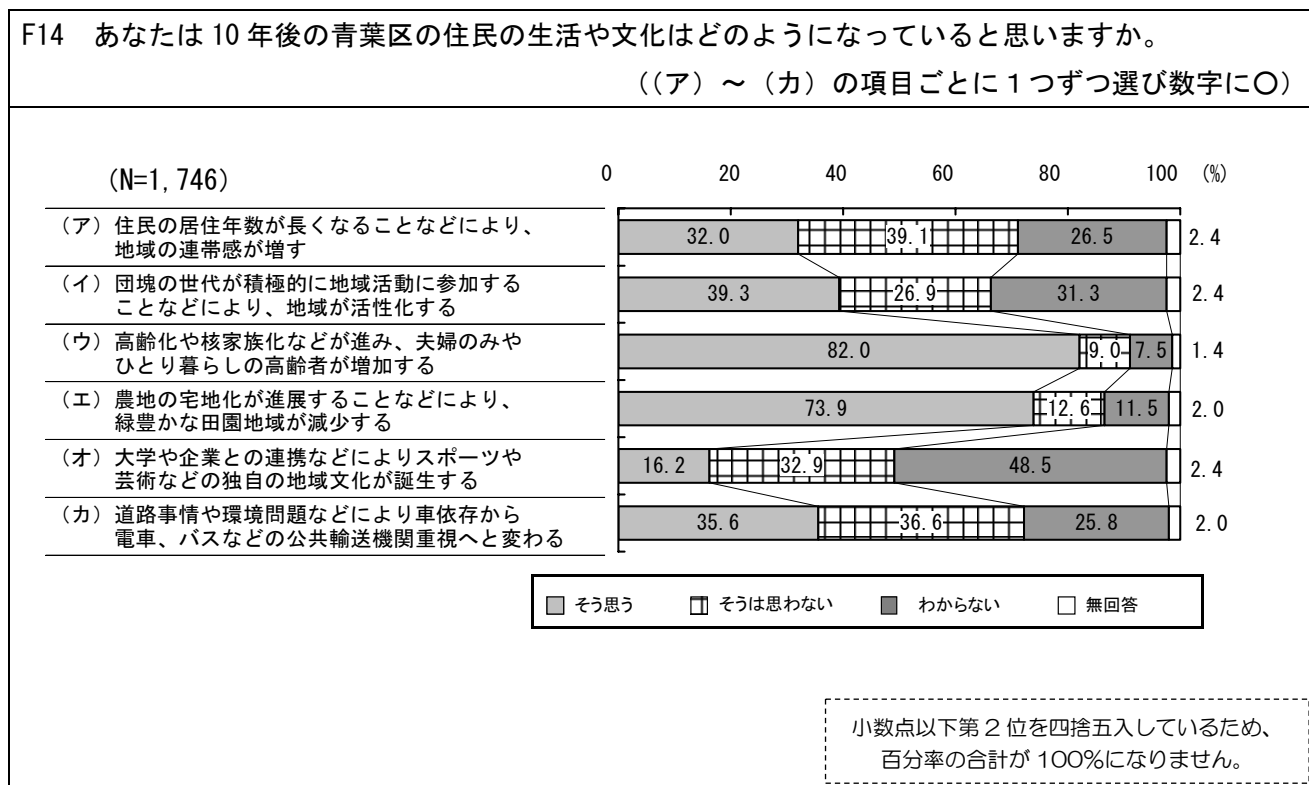 F14 あなたは 10 年後の青葉区の住民の生活や文化はどのようになっていると思いますか。
((ア) ～ (カ) の項目ごとに 1 つずつ選び数字に○)
(N=1,746)
0 20 40 60 80 100 (%)
(ア) 住民の居住年数が長くなることなどにより、
地域の連帯感が増す
32.0 39.1 26.5 2.4
(イ) 団塊の世代が積極的に地域活動に参加する
ことなどにより、地域が活性化する
39.3 26.9 31.3 2.4
(ウ) 高齢化や核家族化などが進み、夫婦のみや
ひとり暮らしの高齢者が増加する
82.0 9.0 7.5 1.4
(エ) 農地の宅地化が進展することなどにより、
緑豊かな田園地域が減少する
73.9 12.6 11.5 2.0
(オ) 大学や企業との連携などによりスポーツや
芸術などの独自の地域文化が誕生する
16.2 32.9 48.5 2.4
(カ) 道路事情や環境問題などにより車依存から
電車、バスなどの公共輸送機関重視へと変わる
35.6 36.6 25.8 2.0
そう思う そうは思わない わからない 無回答
小数点以下第 2 位を四捨五入しているため、
百分率の合計が 100%になりません。